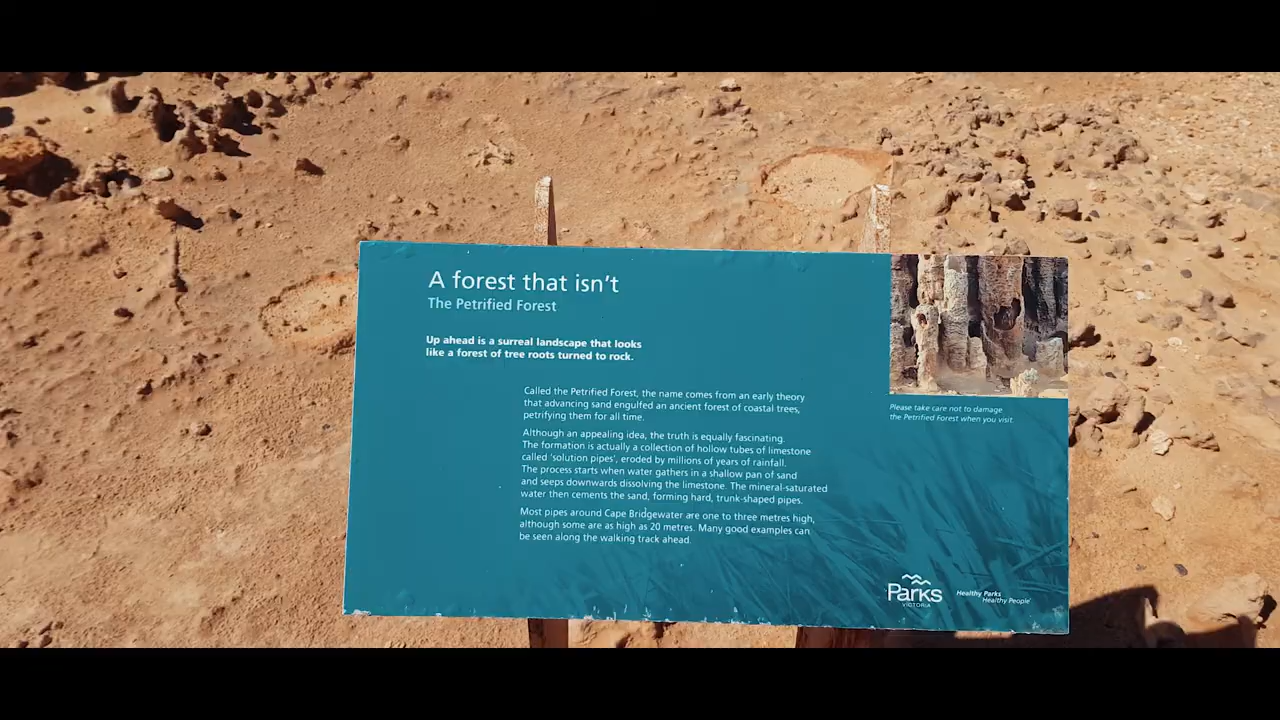 A forest that isn't
The Petrified Forest
Up ahead is a surreal landscape that looks
like a forest of tree roots turned to rock.
Called the Petrified Forest, the name comes from an early theory
that advancing sand engulfed an ancient forest of coastal trees,
petrifying them for all time.
Although an appealing idea, the truth is equally fascinating.
The formation is actually a collection of hollow tubes of limestone
called 'solution pipes', eroded by millions of years of rainfall.
The process starts when water gathers in a shallow pan of sand
and seeps downwards dissolving the limestone. The mineral-saturated
water then cements the sand, forming hard, trunk-shaped pipes.
Most pipes around Cape Bridgewater are one to three metres high,
although some are as high as 20 metres. Many good examples can
be seen along the walking track ahead.
Please take care not to damage
the Petrified Forest when you visit.
Parks
VICTORIA
Healthy Parks
Healthy People